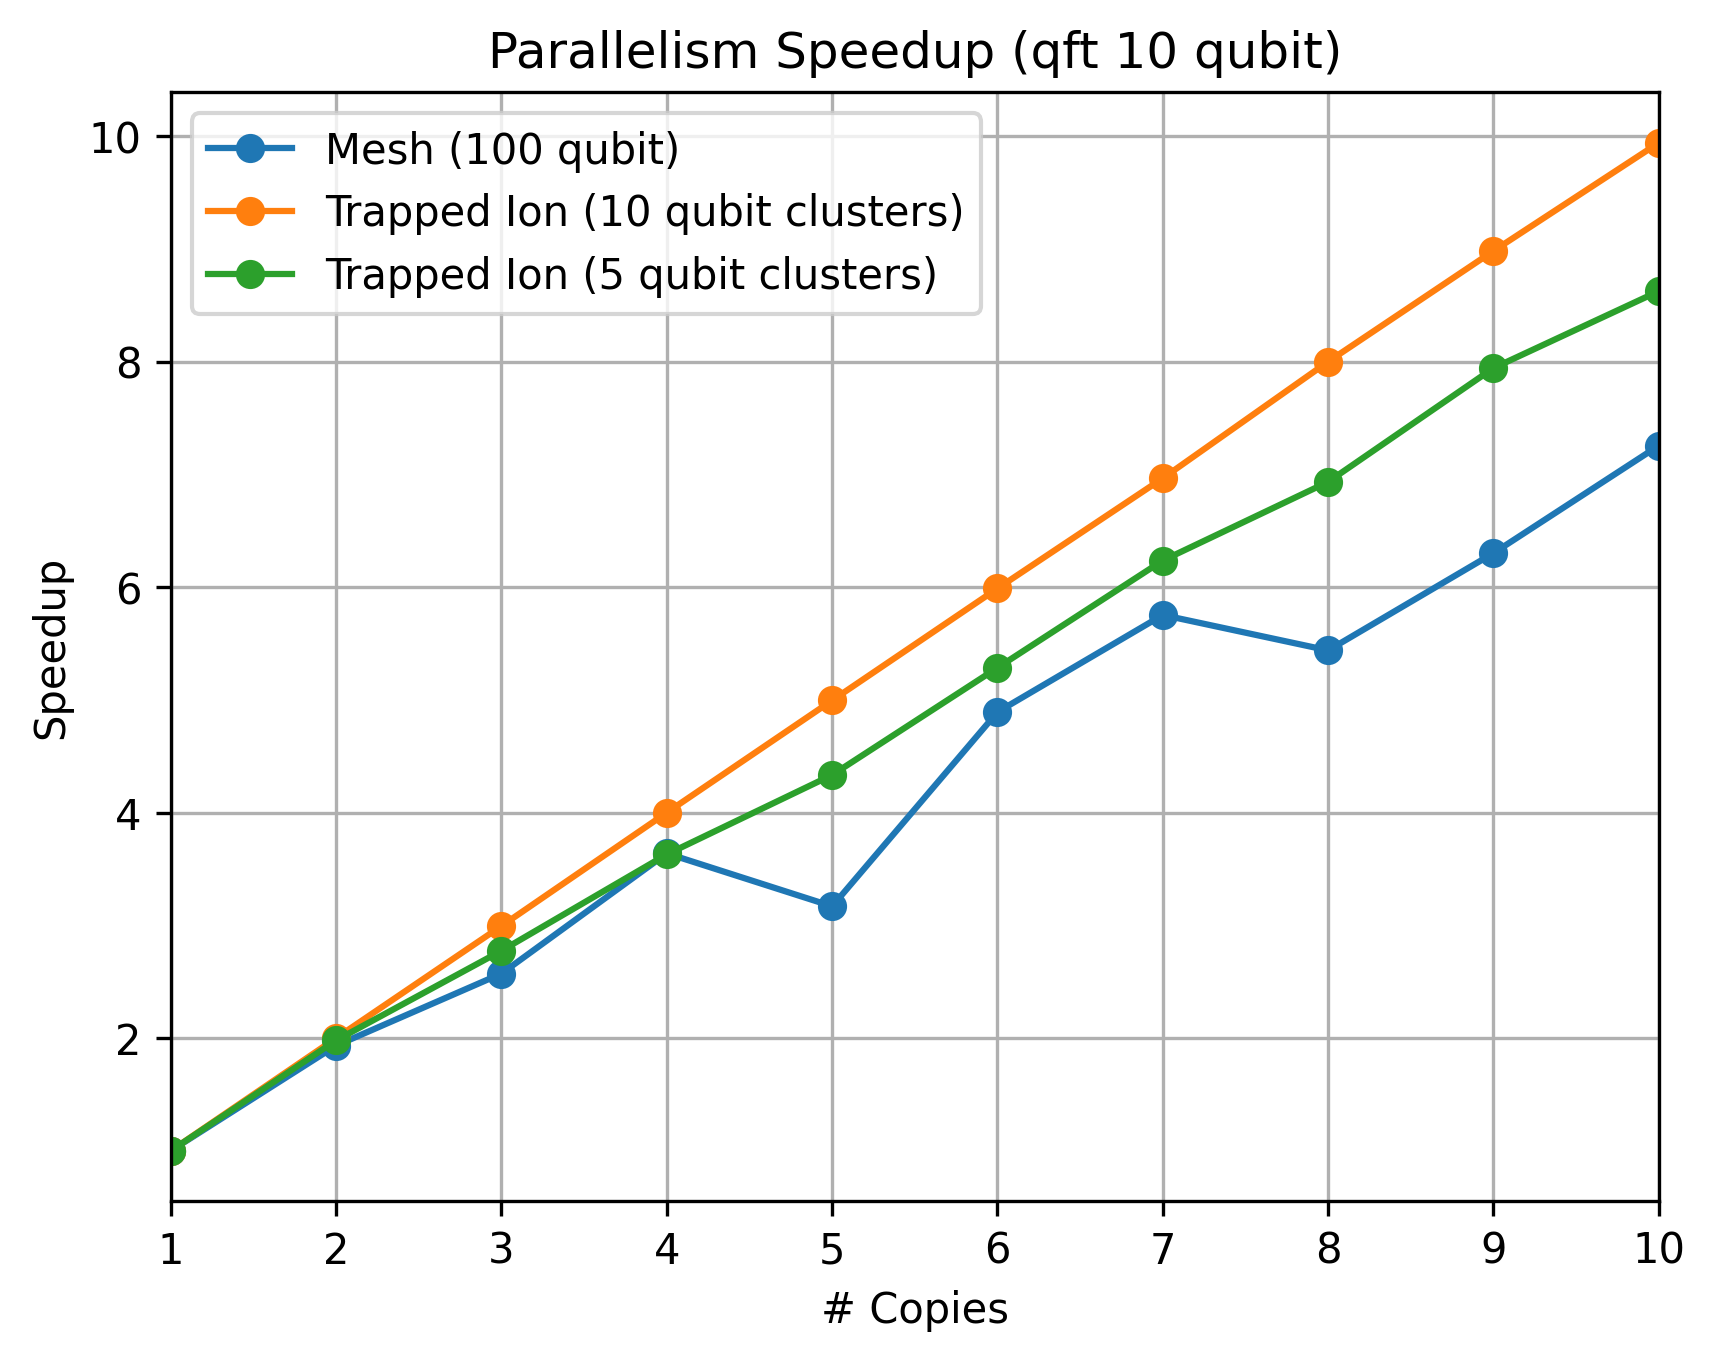 Parallelism Speedup (qft 10 qubit)
Mesh (100 qubit)
Trapped Ion (10 qubit clusters)
Trapped Ion (5 qubit clusters)
10
8
6
4
2
Speedup
1 2 3 4 5 6 7 8 9 10
# Copies